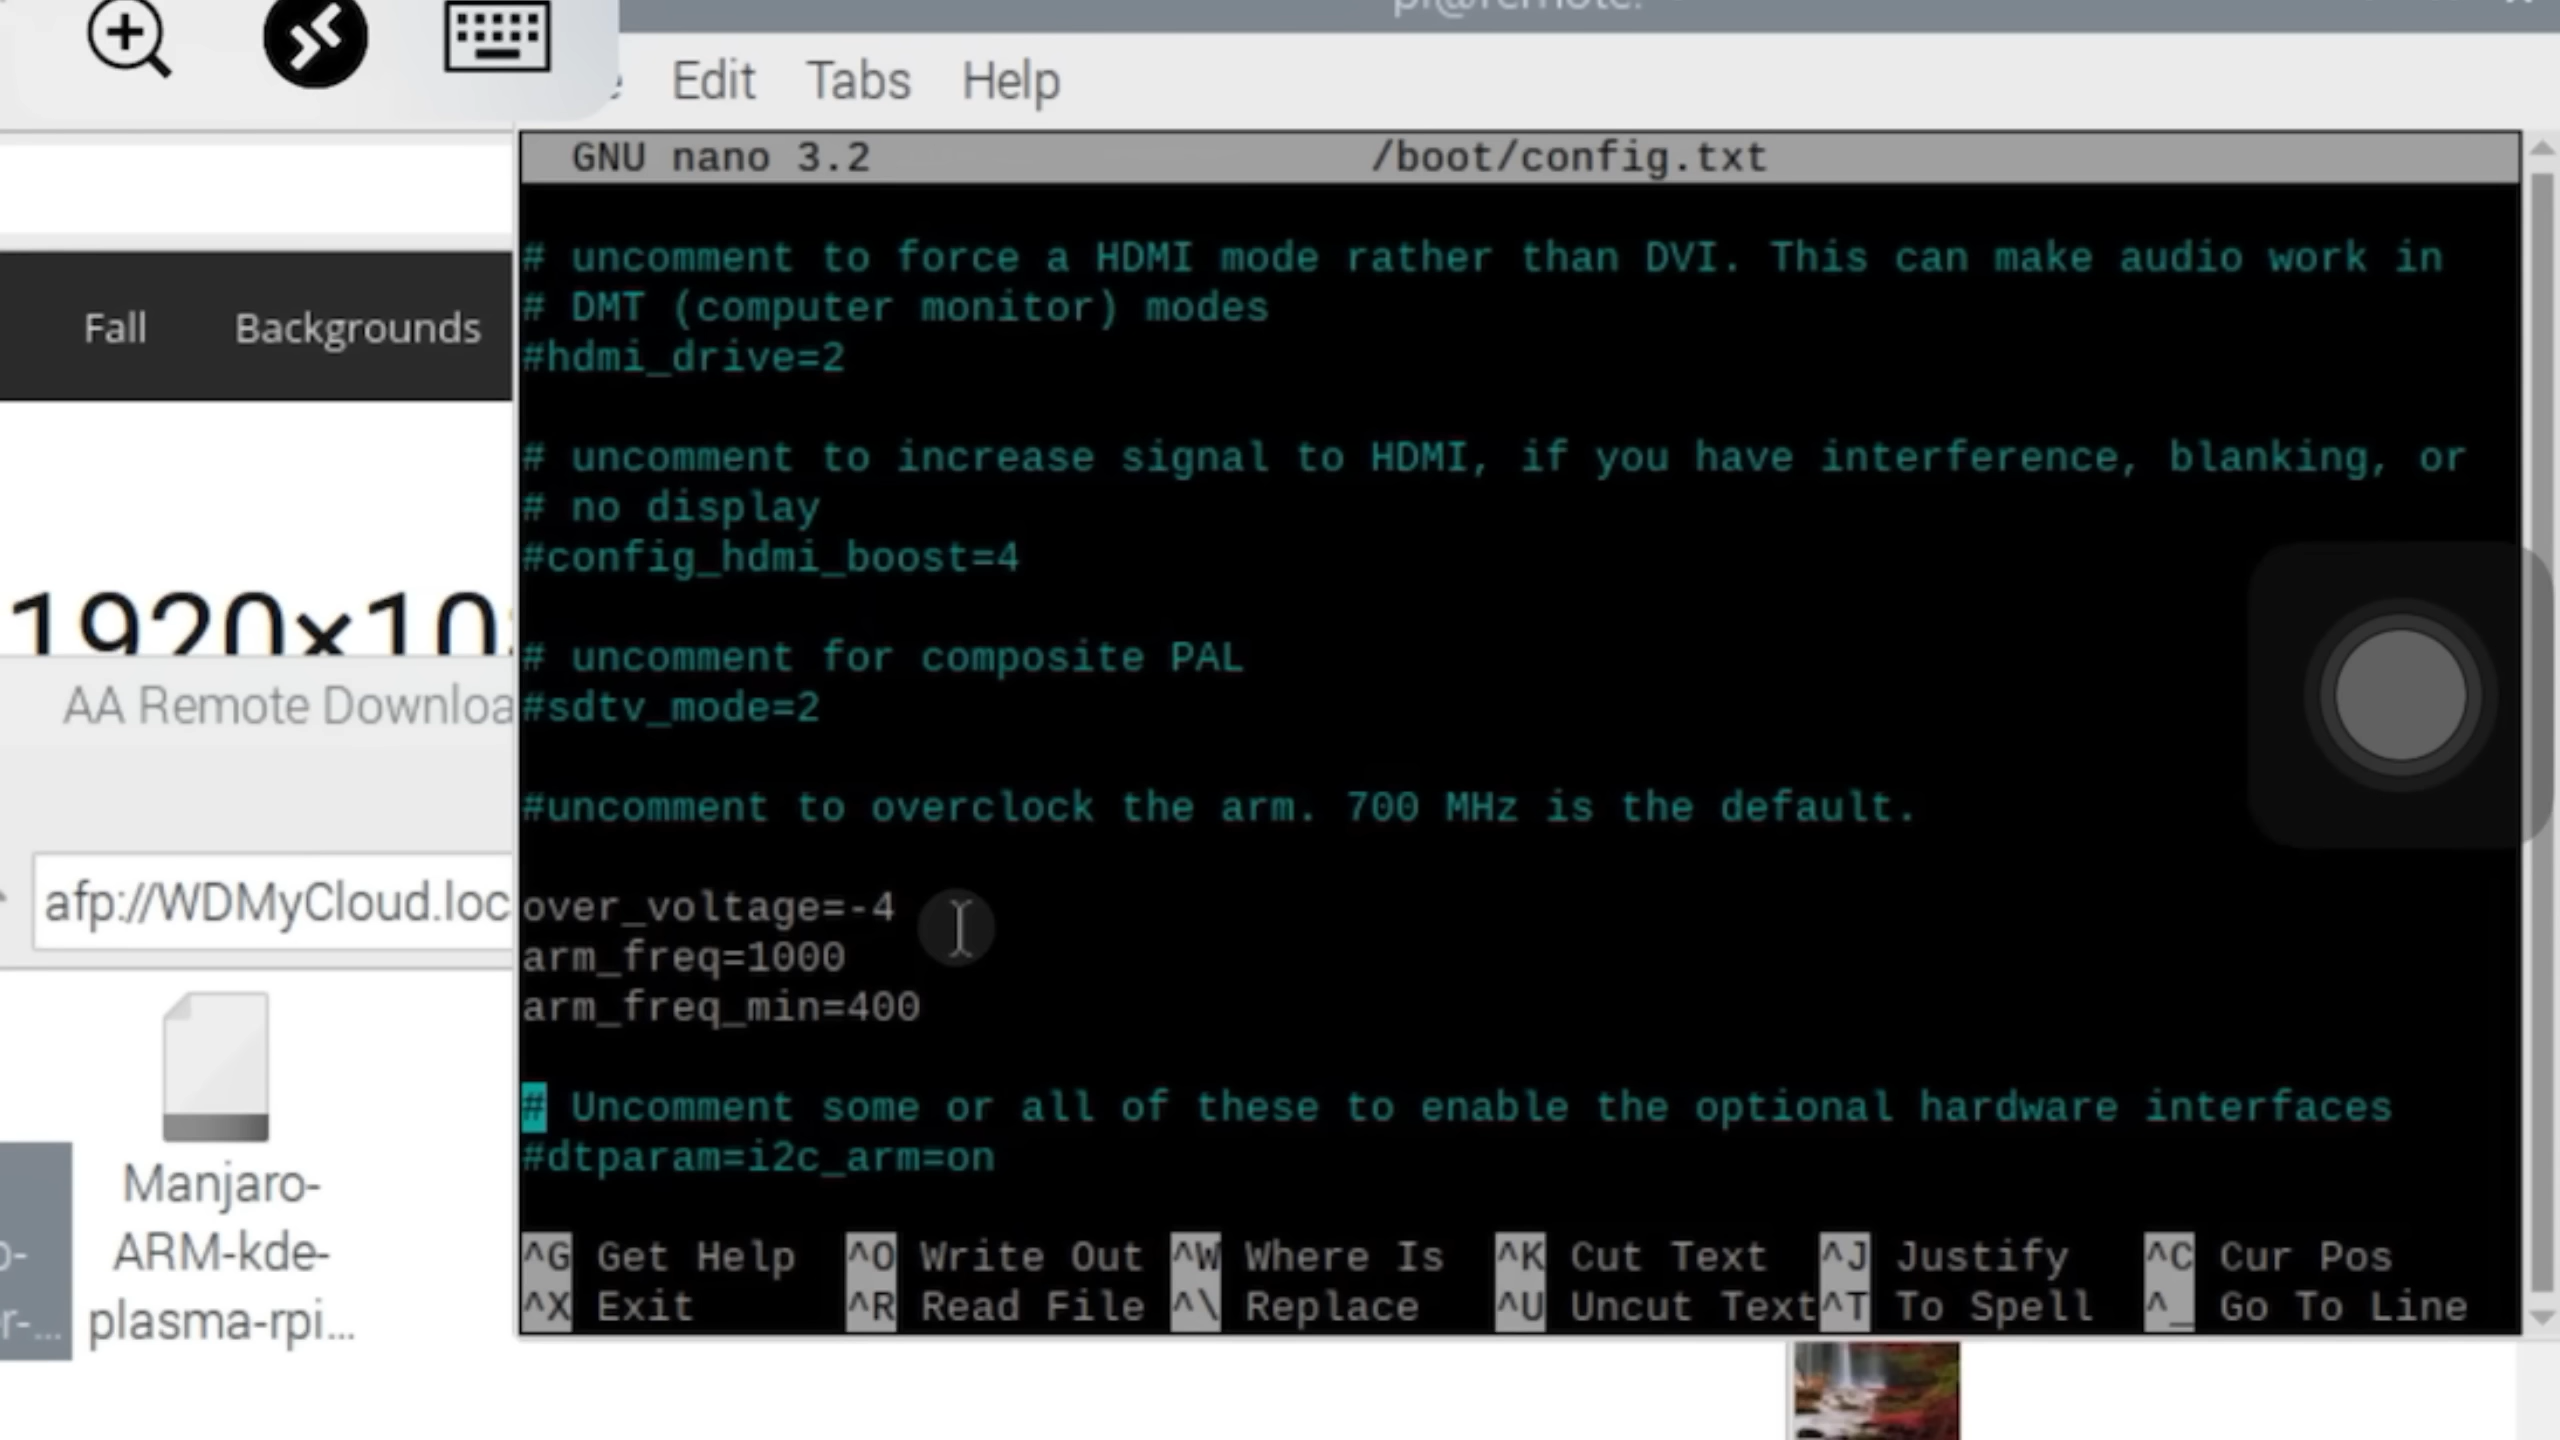 Edit Tabs Help
GNU nano 3.2 /boot/config.txt
# uncomment to force a HDMI mode rather than DVI. This can make audio work in
# DMT (computer monitor) modes
#hdmi_drive=2
# uncomment to increase signal to HDMI, if you have interference, blanking, or
# no display
#config_hdmi_boost=4
# uncomment for composite PAL
#sdtv_mode=2
#uncomment to overclock the arm. 700 MHz is the default.
over_voltage=-4
arm_freq=1000
arm_freq_min=400
# Uncomment some or all of these to enable the optional hardware interfaces
#dtparam=i2c_arm=on
^G Get Help ^O Write Out ^W Where Is ^K Cut Text ^J Justify ^C Cur Pos
^X Exit ^R Read File ^\ Replace ^U Uncut Text ^T To Spell ^_ Go To Line
Fall Backgrounds
1920×10
AA Remote Downloa
afp://WDMyCloud.loc
Manjaro-
ARM-kde-
plasma-rpi...